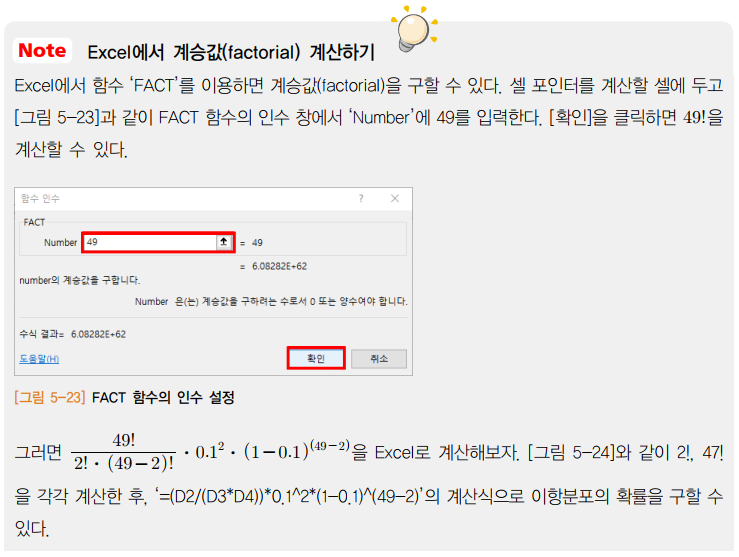 Note Excel에서 계승값(factorial) 계산하기
Excel에서 함수 ‘FACT’를 이용하면 계승값(factorial)을 구할 수 있다. 셀 포인터를 계산할 셀에 두고
[그림 5-23]과 같이 FACT 함수의 인수 창에서 ‘Number’에 49를 입력한다. [확인]을 클릭하면 49!을
계산할 수 있다.
함수 인수 ? ×
FACT
Number 49 = 49
= 6.08282E+62
number의 계승값을 구합니다.
Number 은(는) 계승값을 구하려는 수로서 0 또는 양수여야 합니다.
수식 결과= 6.08282E+62
도움말(H) 확인 취소
[그림 5-23] FACT 함수의 인수 설정
그러면 49!/(2!·(49−2)!) · 0.1² · (1−0.1)⁽⁴⁹⁻²⁾을 Excel로 계산해보자. [그림 5-24]와 같이 2!, 47!
을 각각 계산한 후, ‘=(D2/(D3*D4))*0.1^2*(1-0.1)^(49-2)’의 계산식으로 이항분포의 확률을 구할 수
있다.